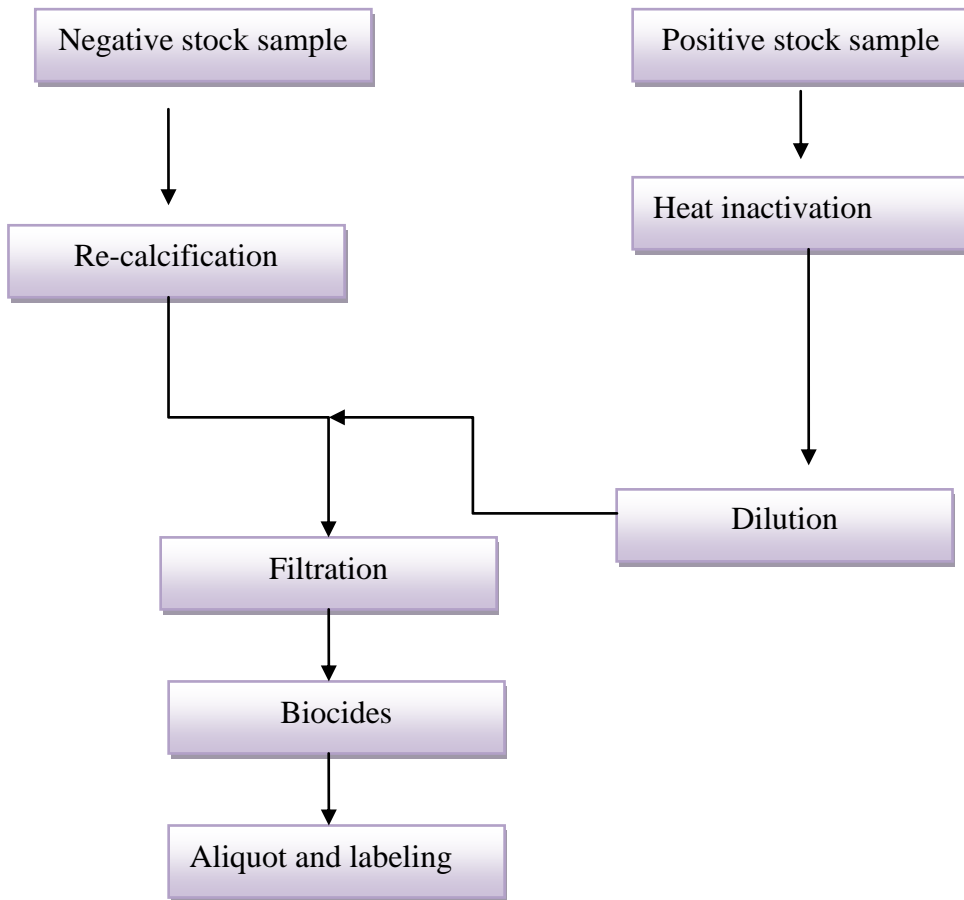 Negative stock sample
Positive stock sample
Heat inactivation
Re-calcification
Dilution
Filtration
Biocides
Aliquot and labeling